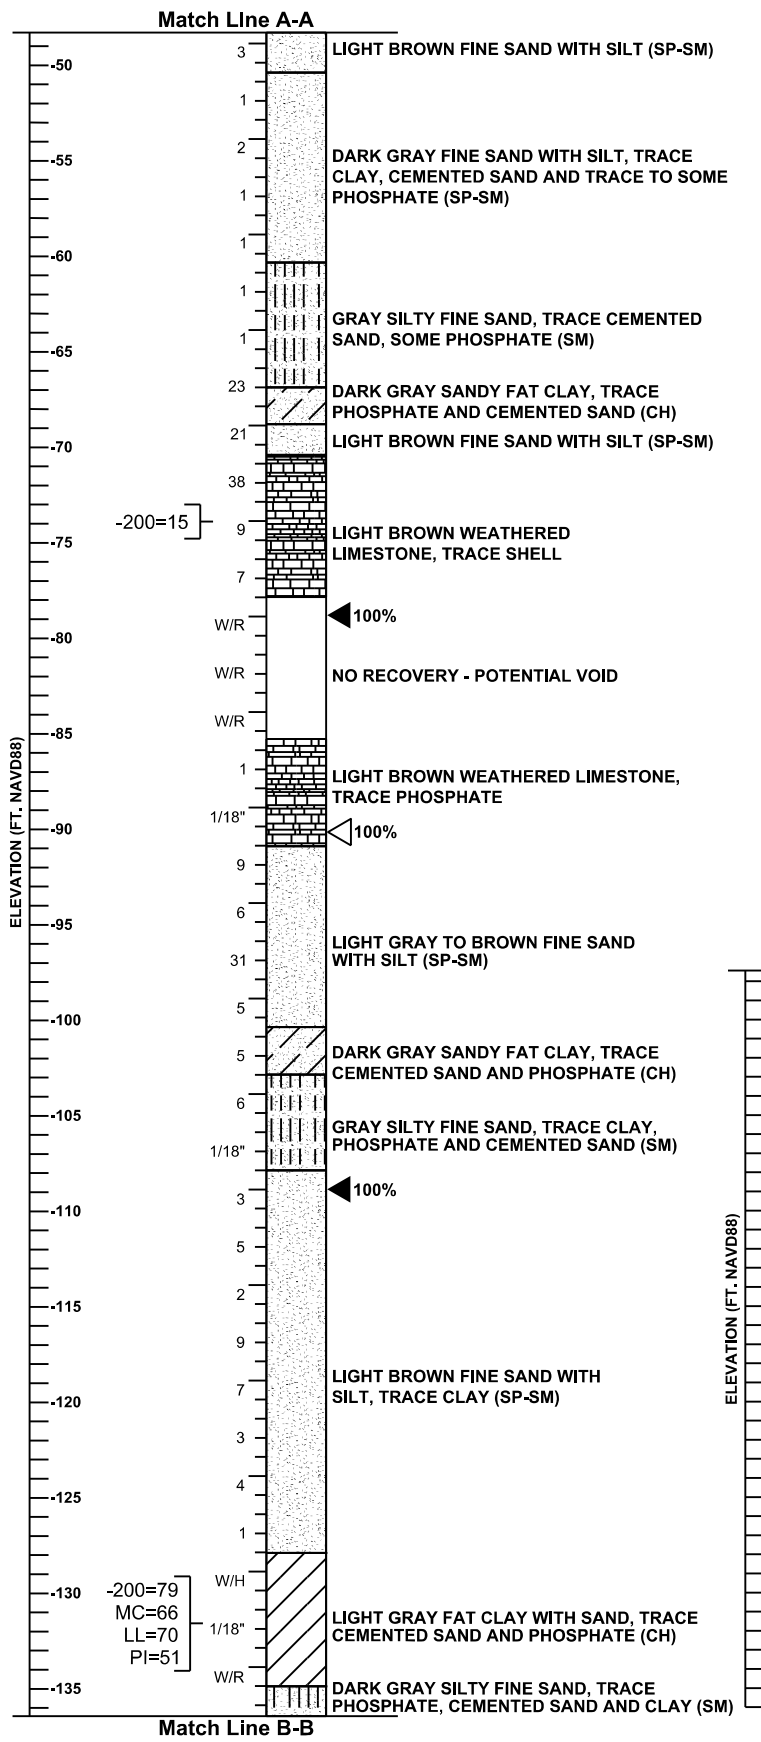 Match Line A-A
3
LIGHT BROWN FINE SAND WITH SILT (SP-SM)
-50
1
2
DARK GRAY FINE SAND WITH SILT, TRACE
CLAY, CEMENTED SAND AND TRACE TO SOME
PHOSPHATE (SP-SM)
-55
1
1
-60
1
GRAY SILTY FINE SAND, TRACE CEMENTED
SAND, SOME PHOSPHATE (SM)
1
-65
23
DARK GRAY SANDY FAT CLAY, TRACE
PHOSPHATE AND CEMENTED SAND (CH)
21
LIGHT BROWN FINE SAND WITH SILT (SP-SM)
-70
38
-200=15
9
LIGHT BROWN WEATHERED
LIMESTONE, TRACE SHELL
-75
7
100%
W/R
-80
W/R
NO RECOVERY - POTENTIAL VOID
W/R
-85
1
LIGHT BROWN WEATHERED LIMESTONE,
TRACE PHOSPHATE
1/18"
-90
100%
9
ELEVATION (FT. NAVD88)
6
-95
LIGHT GRAY TO BROWN FINE SAND
WITH SILT (SP-SM)
31
5
-100
5
DARK GRAY SANDY FAT CLAY, TRACE
CEMENTED SAND AND PHOSPHATE (CH)
6
-105
GRAY SILTY FINE SAND, TRACE CLAY,
PHOSPHATE AND CEMENTED SAND (SM)
1/18"
100%
3
-110
5
2
-115
9
ELEVATION (FT. NAVD88)
7
LIGHT BROWN FINE SAND WITH
SILT, TRACE CLAY (SP-SM)
-120
3
4
-125
1
W/H
-130
-200=79
MC=66
LL=70
PI=51
1/18"
LIGHT GRAY FAT CLAY WITH SAND, TRACE
CEMENTED SAND AND PHOSPHATE (CH)
W/R
-135
DARK GRAY SILTY FINE SAND, TRACE
PHOSPHATE, CEMENTED SAND AND CLAY (SM)
Match Line B-B